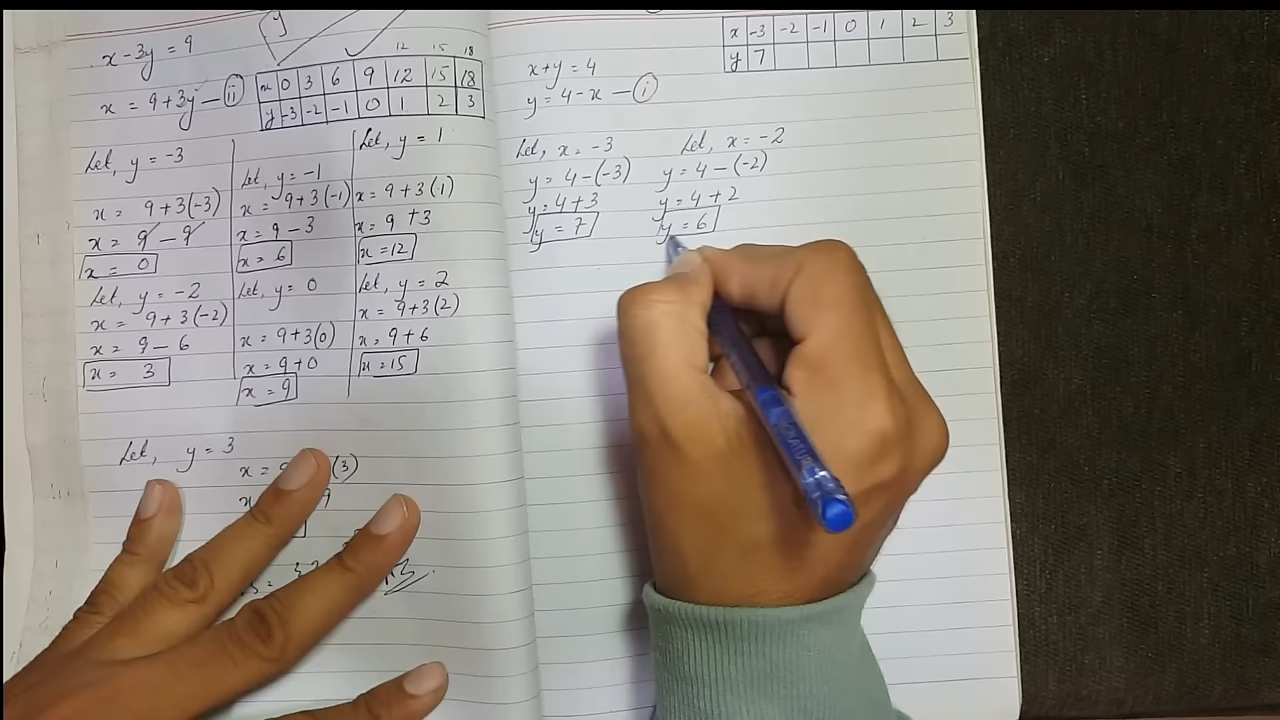 y
x-3y = 9
x = 9+3y — ii
12 15 18
x 0 3 6 9 12 15 18
y -3 -2 -1 0 1 2 3
Let, y = -3
x = 9+3(-3)
x = 9 - 9
x = 0
Let, y = -2
x = 9+3(-2)
x = 9 - 6
x = 3
Let, y = -1
x = 9+3(-1)
x = 9 - 3
x = 6
Let, y = 0
x = 9+3(0)
x = 9+0
x = 9
Let, y = 1
x = 9+3(1)
x = 9 +3
x = 12
Let, y = 2
x = 9+3(2)
x = 9+6
x = 15
Let, y = 3
x = 9 (3)
x 9
x -3 -2 -1 0 1 2 3
y 7
x+y = 4
y = 4-x — i
Let, x = -3
y = 4-(-3)
y = 4+3
y = 7
Let, x = -2
y = 4-(-2)
y = 4+2
y = 6
SIGNATURE